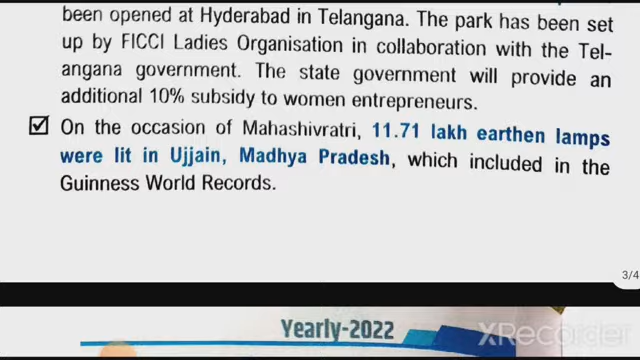 been opened at Hyderabad in Telangana. The park has been set
up by FICCI Ladies Organisation in collaboration with the Tel-
angana government. The state government will provide an
additional 10% subsidy to women entrepreneurs.
On the occasion of Mahashivratri, 11.71 lakh earthen lamps
were lit in Ujjain, Madhya Pradesh, which included in the
Guinness World Records.
3/4
Yearly-2022
XRecorder